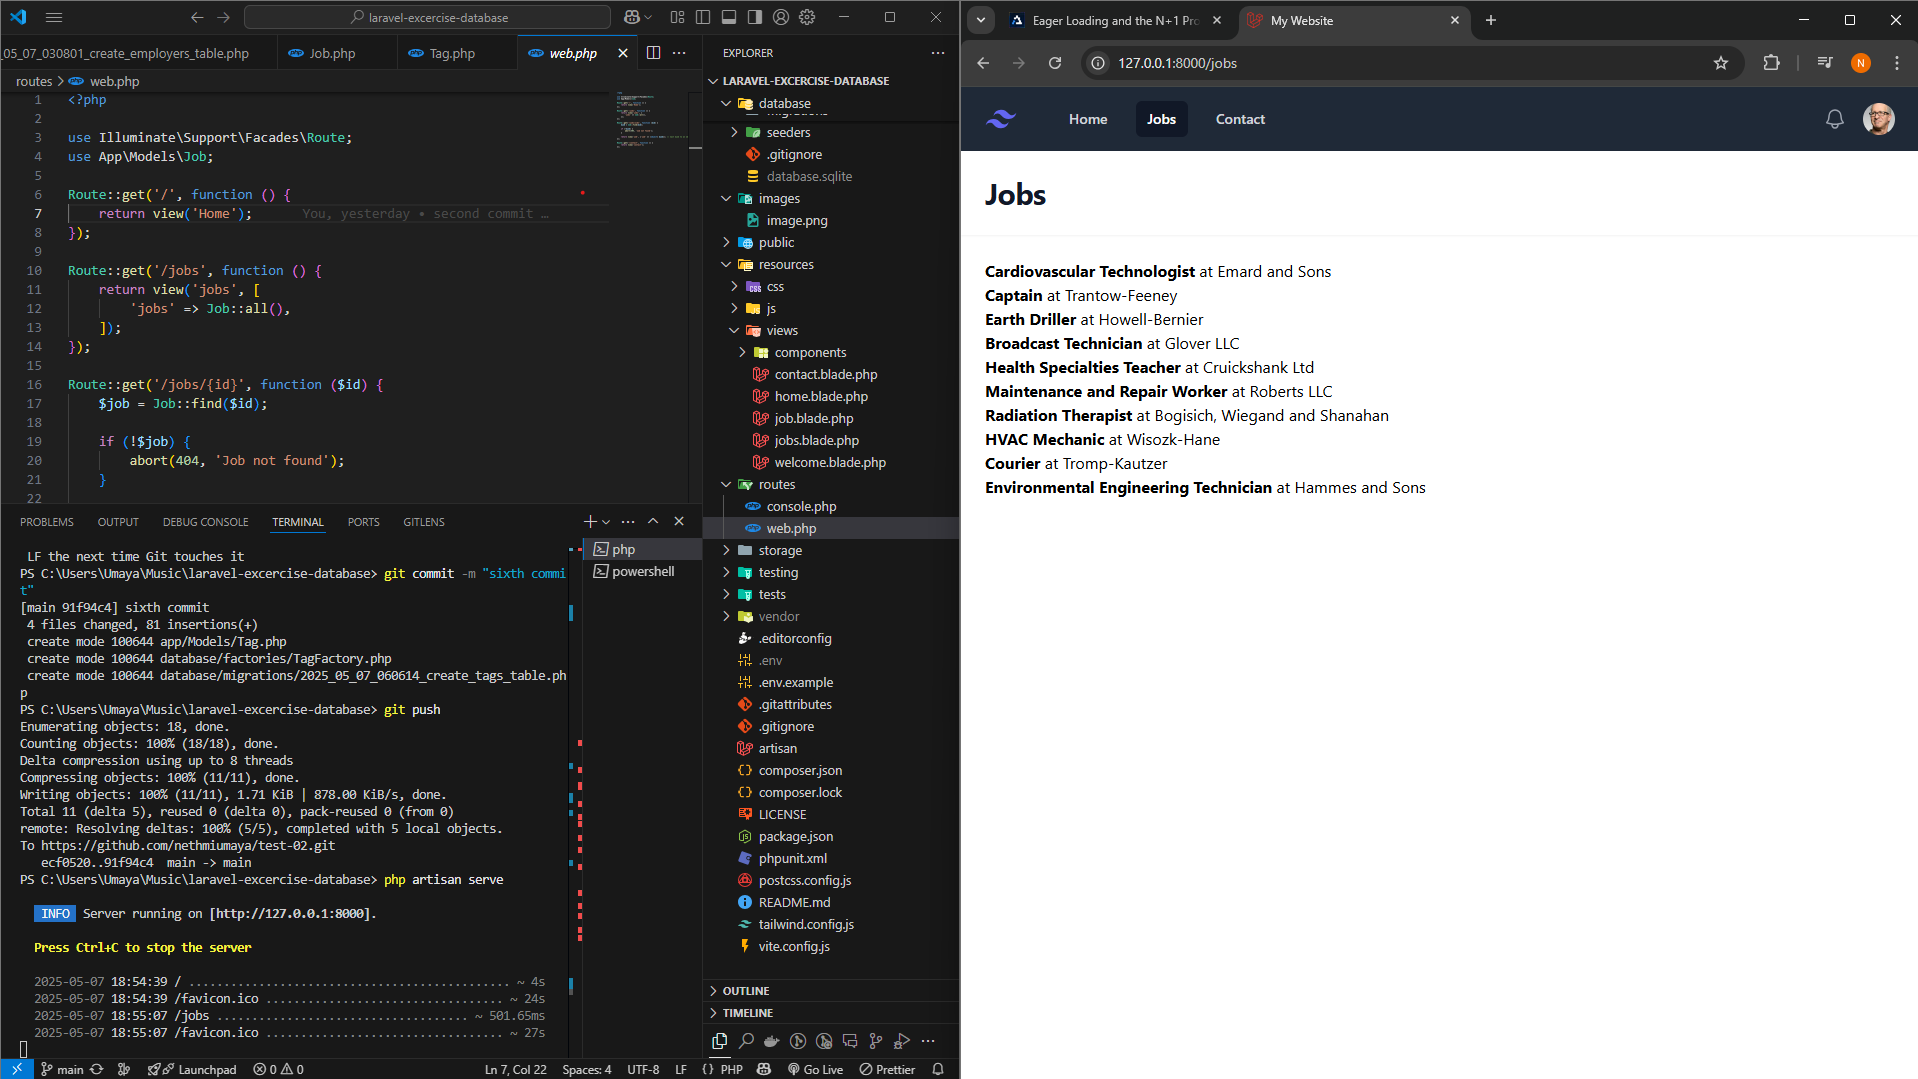 laravel-excercise-database
_05_07_030801_create_employers_table.php
Job.php
Tag.php
web.php
routes > web.php
1 <?php
2
3 use Illuminate\Support\Facades\Route;
4 use App\Models\Job;
5
6 Route::get('/', function () {
7 return view('Home'); You, yesterday • second commit …
8 });
9
10 Route::get('/jobs', function () {
11 return view('jobs', [
12 'jobs' => Job::all(),
13 ]);
14 });
15
16 Route::get('/jobs/{id}', function ($id) {
17 $job = Job::find($id);
18
19 if (!$job) {
20 abort(404, 'Job not found');
21 }
22
PROBLEMS OUTPUT DEBUG CONSOLE TERMINAL PORTS GITLENS
LF the next time Git touches it
PS C:\Users\Umaya\Music\laravel-excercise-database> git commit -m "sixth commi
t"
[main 91f94c4] sixth commit
4 files changed, 81 insertions(+)
create mode 100644 app/Models/Tag.php
create mode 100644 database/factories/TagFactory.php
create mode 100644 database/migrations/2025_05_07_060614_create_tags_table.ph
p
PS C:\Users\Umaya\Music\laravel-excercise-database> git push
Enumerating objects: 18, done.
Counting objects: 100% (18/18), done.
Delta compression using up to 8 threads
Compressing objects: 100% (11/11), done.
Writing objects: 100% (11/11), 1.71 KiB | 878.00 KiB/s, done.
Total 11 (delta 5), reused 0 (delta 0), pack-reused 0 (from 0)
remote: Resolving deltas: 100% (5/5), completed with 5 local objects.
To https://github.com/nethmiumaya/test-02.git
ecf0520..91f94c4 main -> main
PS C:\Users\Umaya\Music\laravel-excercise-database> php artisan serve
INFO Server running on [http://127.0.0.1:8000].
Press Ctrl+C to stop the server
2025-05-07 18:54:39 / .......................................... ~ 4s
2025-05-07 18:54:39 /favicon.ico ............................... ~ 24s
2025-05-07 18:55:07 /jobs ................................. ~ 501.65ms
2025-05-07 18:55:07 /favicon.ico ............................... ~ 27s
php
powershell
EXPLORER
LARAVEL-EXCERCISE-DATABASE
database
migrations
seeders
.gitignore
database.sqlite
images
image.png
public
resources
css
js
views
components
contact.blade.php
home.blade.php
job.blade.php
jobs.blade.php
welcome.blade.php
routes
console.php
web.php
storage
testing
tests
vendor
.editorconfig
.env
.env.example
.gitattributes
.gitignore
artisan
composer.json
composer.lock
LICENSE
package.json
phpunit.xml
postcss.config.js
README.md
tailwind.config.js
vite.config.js
OUTLINE
TIMELINE
main Launchpad 0 0 Ln 7, Col 22 Spaces: 4 UTF-8 LF {} PHP Go Live Prettier
Eager Loading and the N+1 Pro
My Website
127.0.0.1:8000/jobs
N
Home Jobs Contact
Jobs
Cardiovascular Technologist at Emard and Sons
Captain at Trantow-Feeney
Earth Driller at Howell-Bernier
Broadcast Technician at Glover LLC
Health Specialties Teacher at Cruickshank Ltd
Maintenance and Repair Worker at Roberts LLC
Radiation Therapist at Bogisich, Wiegand and Shanahan
HVAC Mechanic at Wisozk-Hane
Courier at Tromp-Kautzer
Environmental Engineering Technician at Hammes and Sons